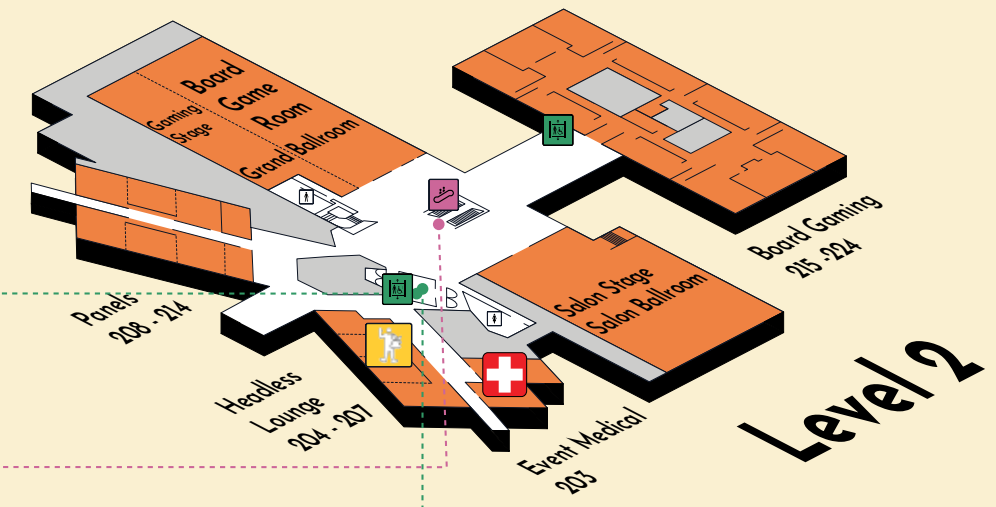 Board
Game
Room
Gaming
Stage
Grand Ballroom
Board Gaming
215 - 224
Salon Stage
Salon Ballroom
B
Panels
208 - 214
Headless
Lounge
204 - 207
Event Medical
203
Level 2